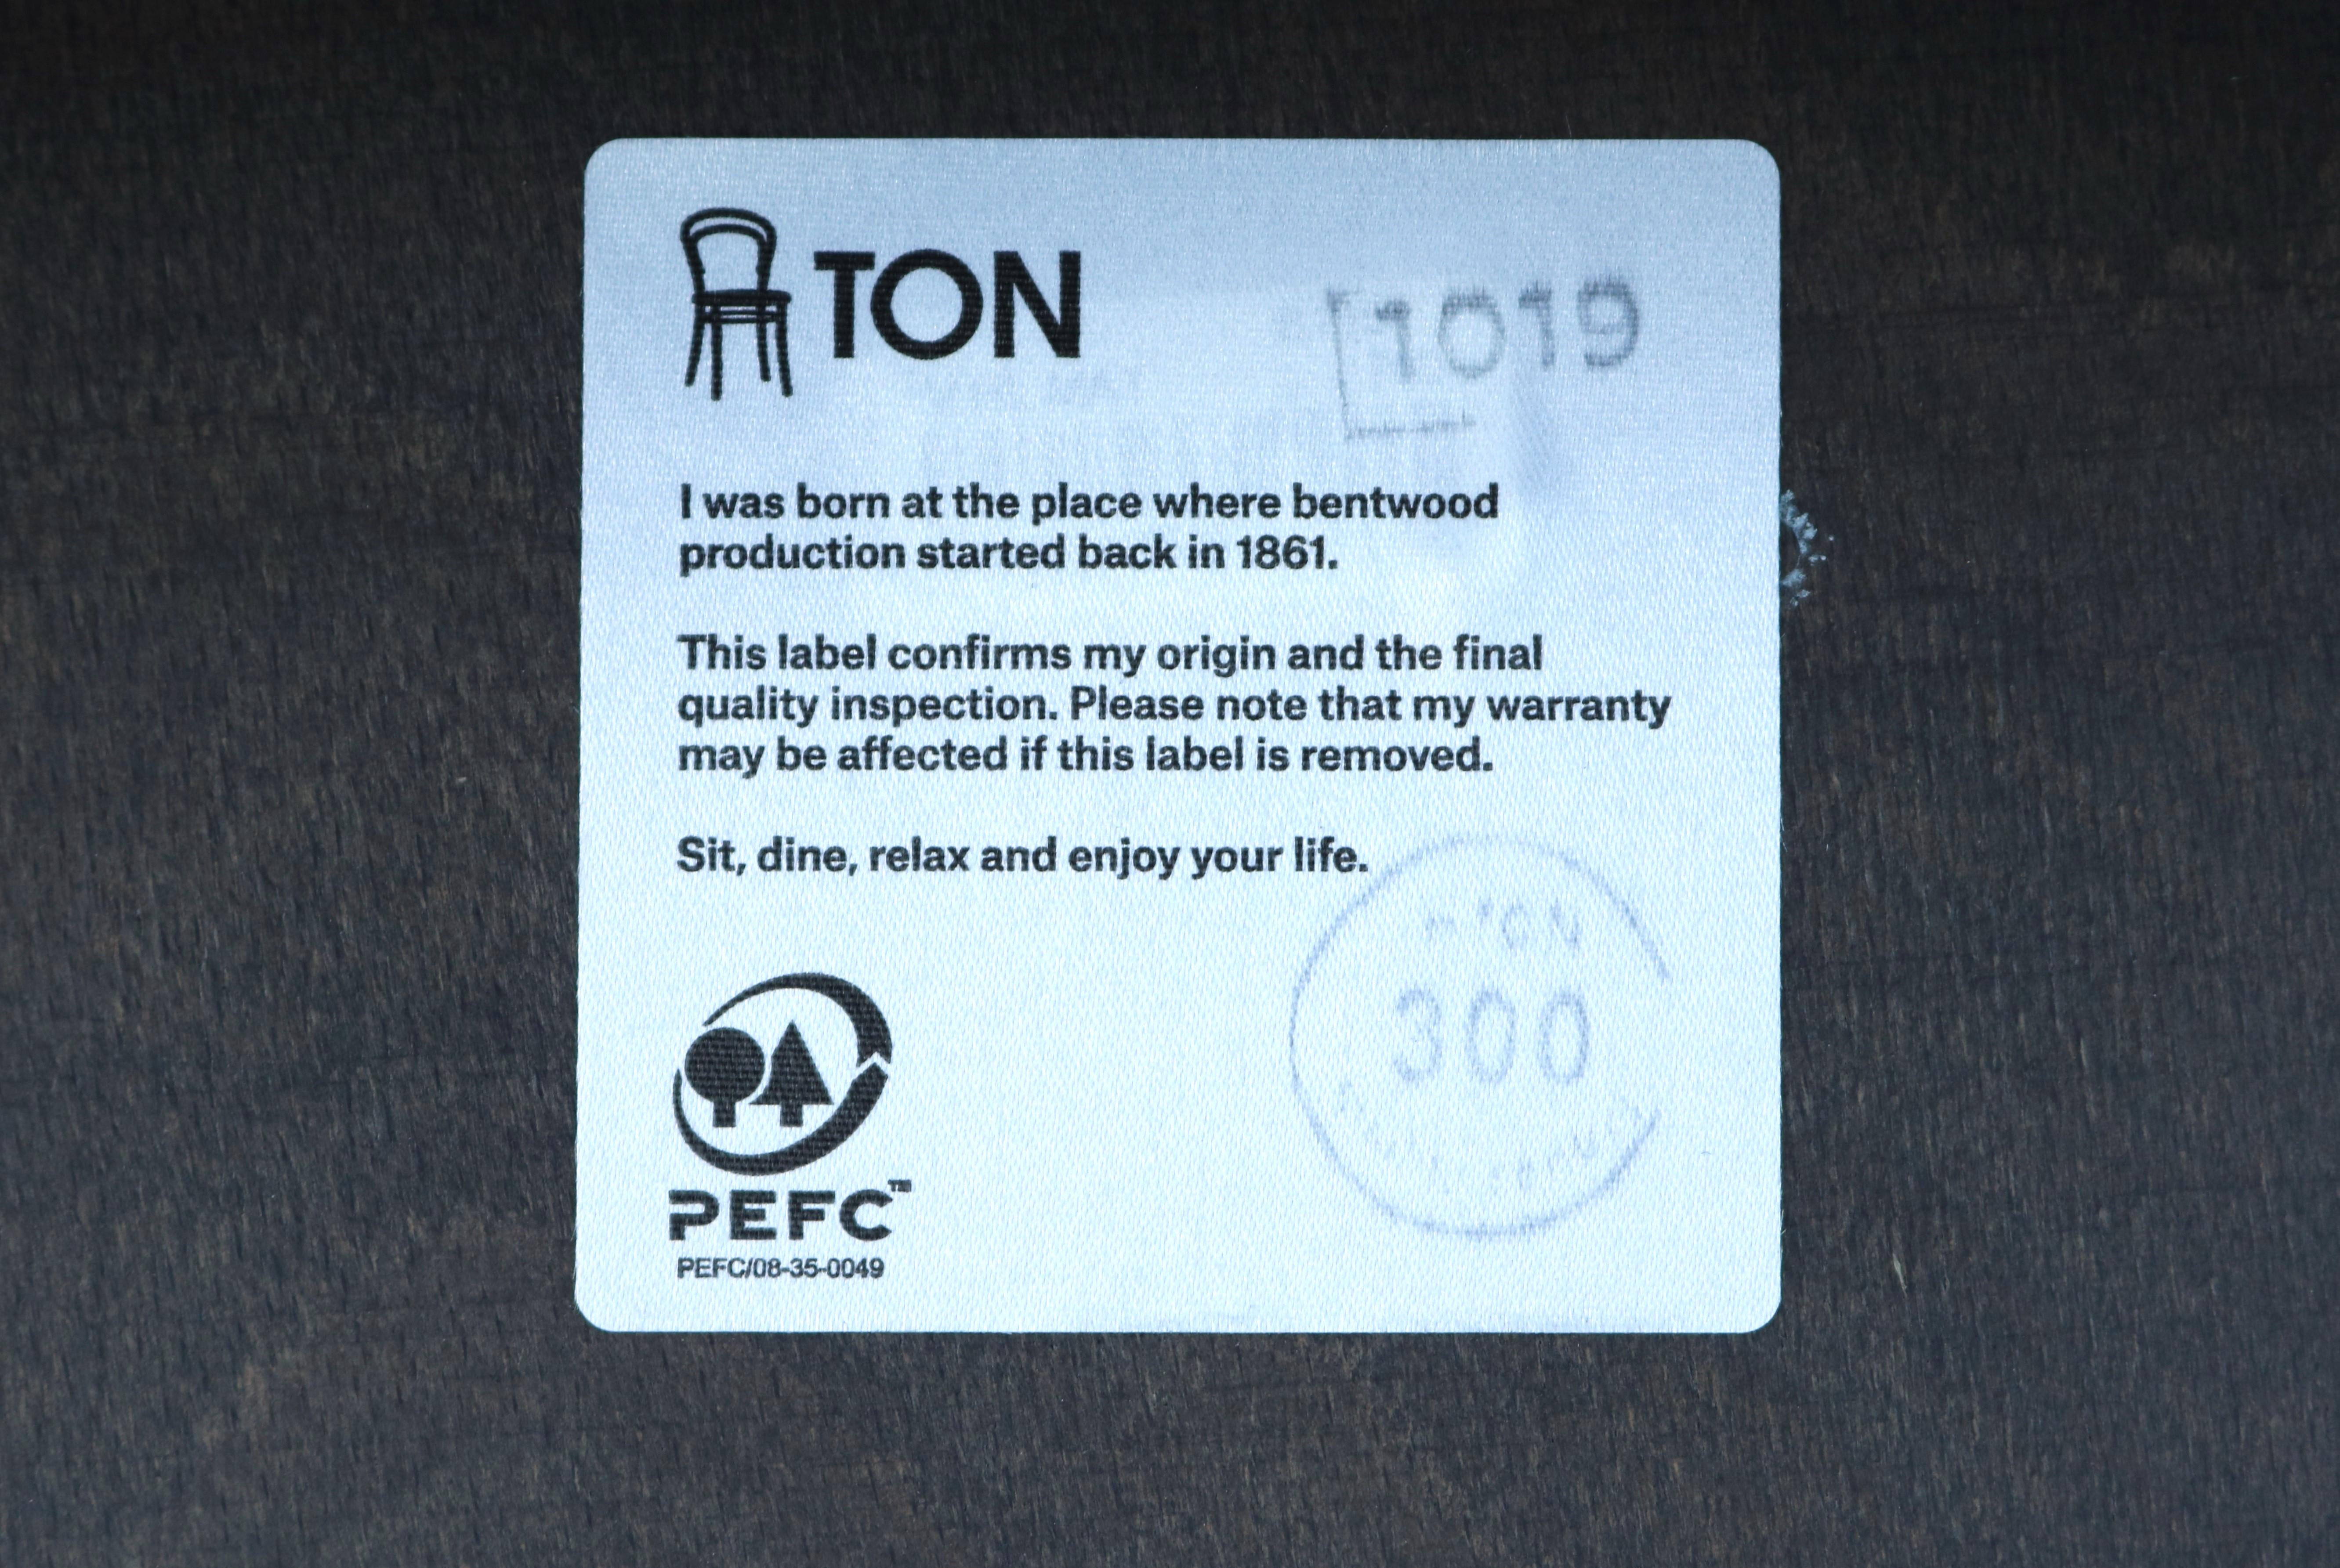 TON
1019
I was born at the place where bentwood
production started back in 1861.
This label confirms my origin and the final
quality inspection. Please note that my warranty
may be affected if this label is removed.
Sit, dine, relax and enjoy your life.
300
PEFC™
PEFC/08-35-0049